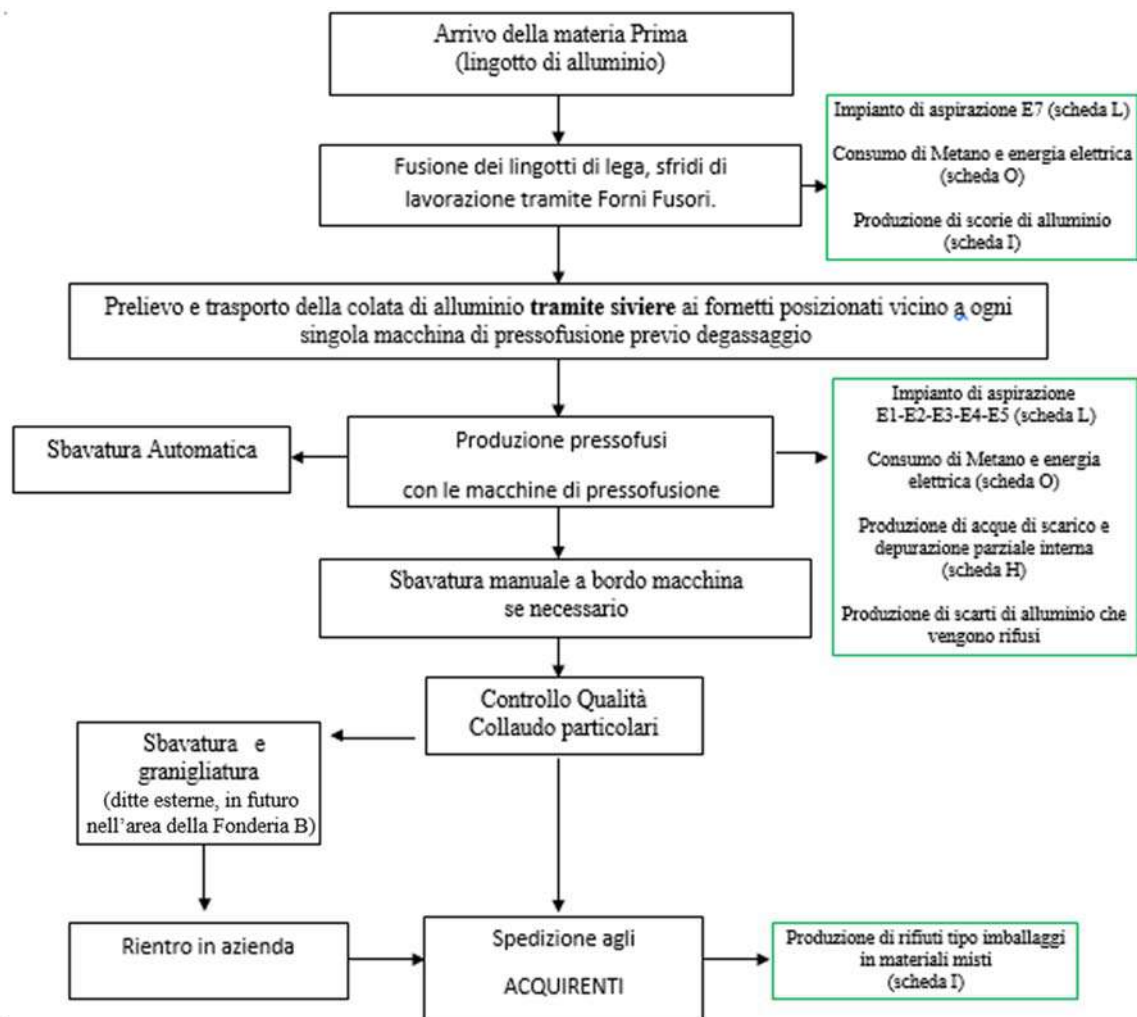 Arrivo della materia Prima
(lingotto di alluminio)
Impianto di aspirazione E7 (scheda L)
Consumo di Metano e energia elettrica
(scheda O)
Produzione di scorie di alluminio
(scheda I)
Fusione dei lingotti di lega, sfridi di
lavorazione tramite Forni Fusori.
Prelievo e trasporto della colata di alluminio tramite siviere ai fornetti posizionati vicino a ogni
singola macchina di pressofusione previo degassaggio
Sbavatura Automatica
Produzione pressofusi
con le macchine di pressofusione
Impianto di aspirazione
E1-E2-E3-E4-E5 (scheda L)
Consumo di Metano e energia
elettrica (scheda O)
Produzione di acque di scarico e
depurazione parziale interna
(scheda H)
Produzione di scarti di alluminio che
vengono rifusi
Sbavatura manuale a bordo macchina
se necessario
Controllo Qualità
Collaudo particolari
Sbavatura e
granigliatura
(ditte esterne, in futuro
nell'area della Fonderia B)
Rientro in azienda
Spedizione agli
ACQUIRENTI
Produzione di rifiuti tipo imballaggi
in materiali misti
(scheda I)